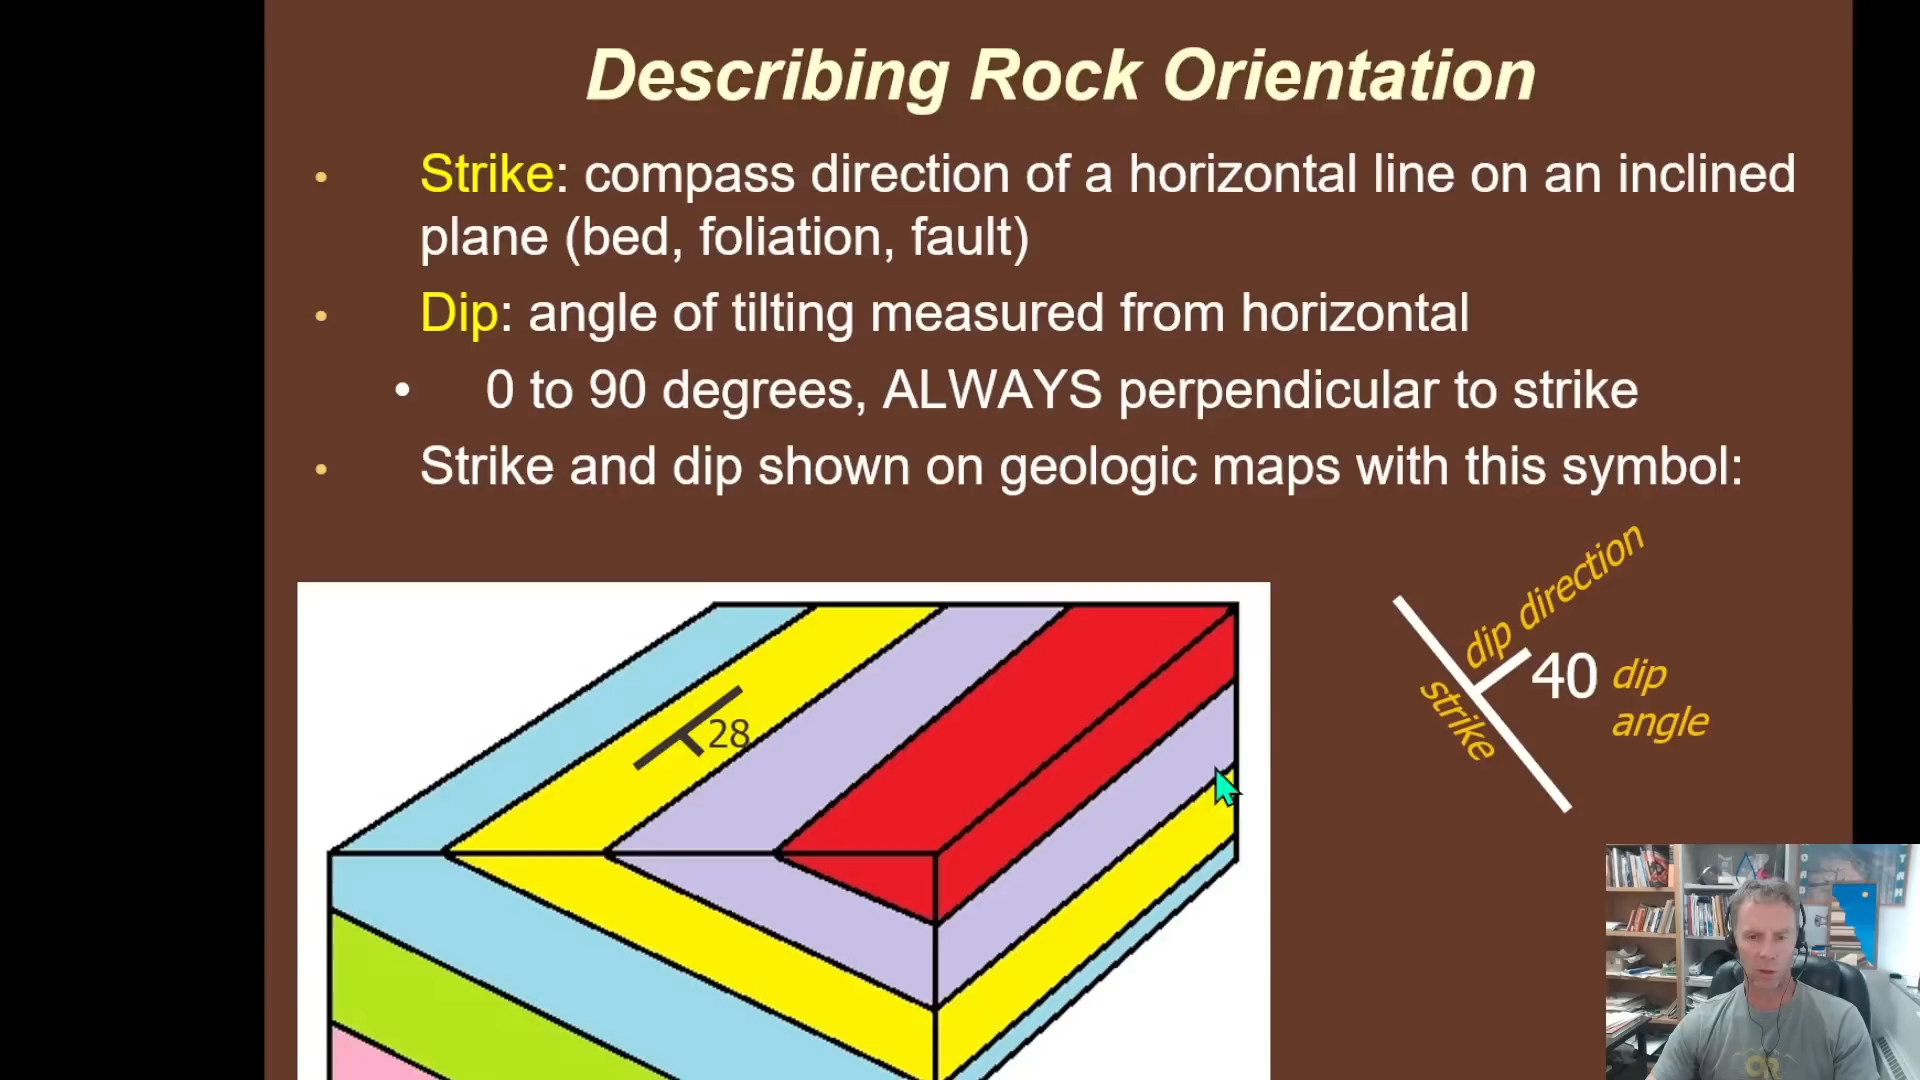 Describing Rock Orientation
• Strike: compass direction of a horizontal line on an inclined
plane (bed, foliation, fault)
• Dip: angle of tilting measured from horizontal
• 0 to 90 degrees, ALWAYS perpendicular to strike
• Strike and dip shown on geologic maps with this symbol:
28
dip direction
40
dip
angle
strike
OR